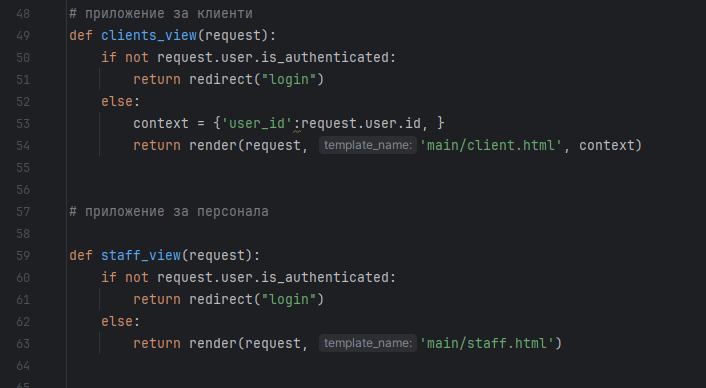 48 # приложение за клиенти
49 def clients_view(request):
50 if not request.user.is_authenticated:
51 return redirect("login")
52 else:
53 context = {'user_id':request.user.id, }
54 return render(request, template_name: 'main/client.html', context)
55
56
57 # приложение за персонала
58
59 def staff_view(request):
60 if not request.user.is_authenticated:
61 return redirect("login")
62 else:
63 return render(request, template_name: 'main/staff.html')
64
65